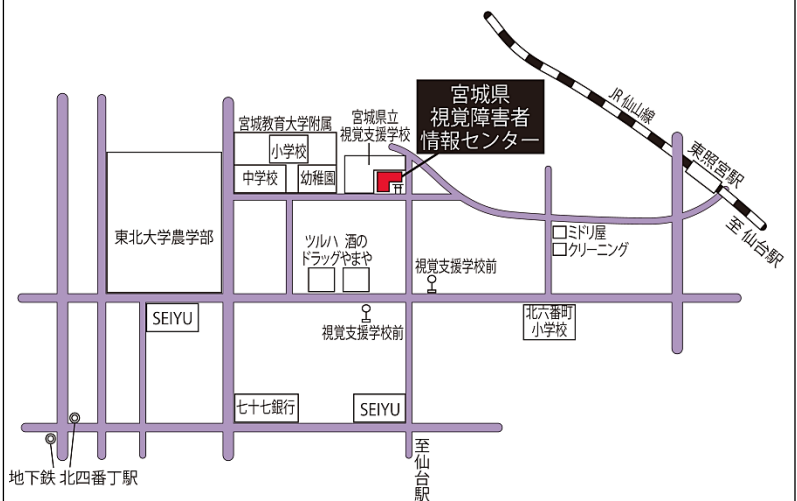 宮城県
視覚障害者
情報センター
JR仙山線
東照宮駅
至 仙台駅
宮城教育大学附属
小学校
中学校
幼稚園
宮城県立
視覚支援学校
東北大学農学部
ミドリ屋
クリーニング
ツルハ
ドラッグ
酒の
やまや
視覚支援学校前
視覚支援学校前
SEIYU
北六番町
小学校
七十七銀行
SEIYU
至仙台駅
地下鉄 北四番丁駅